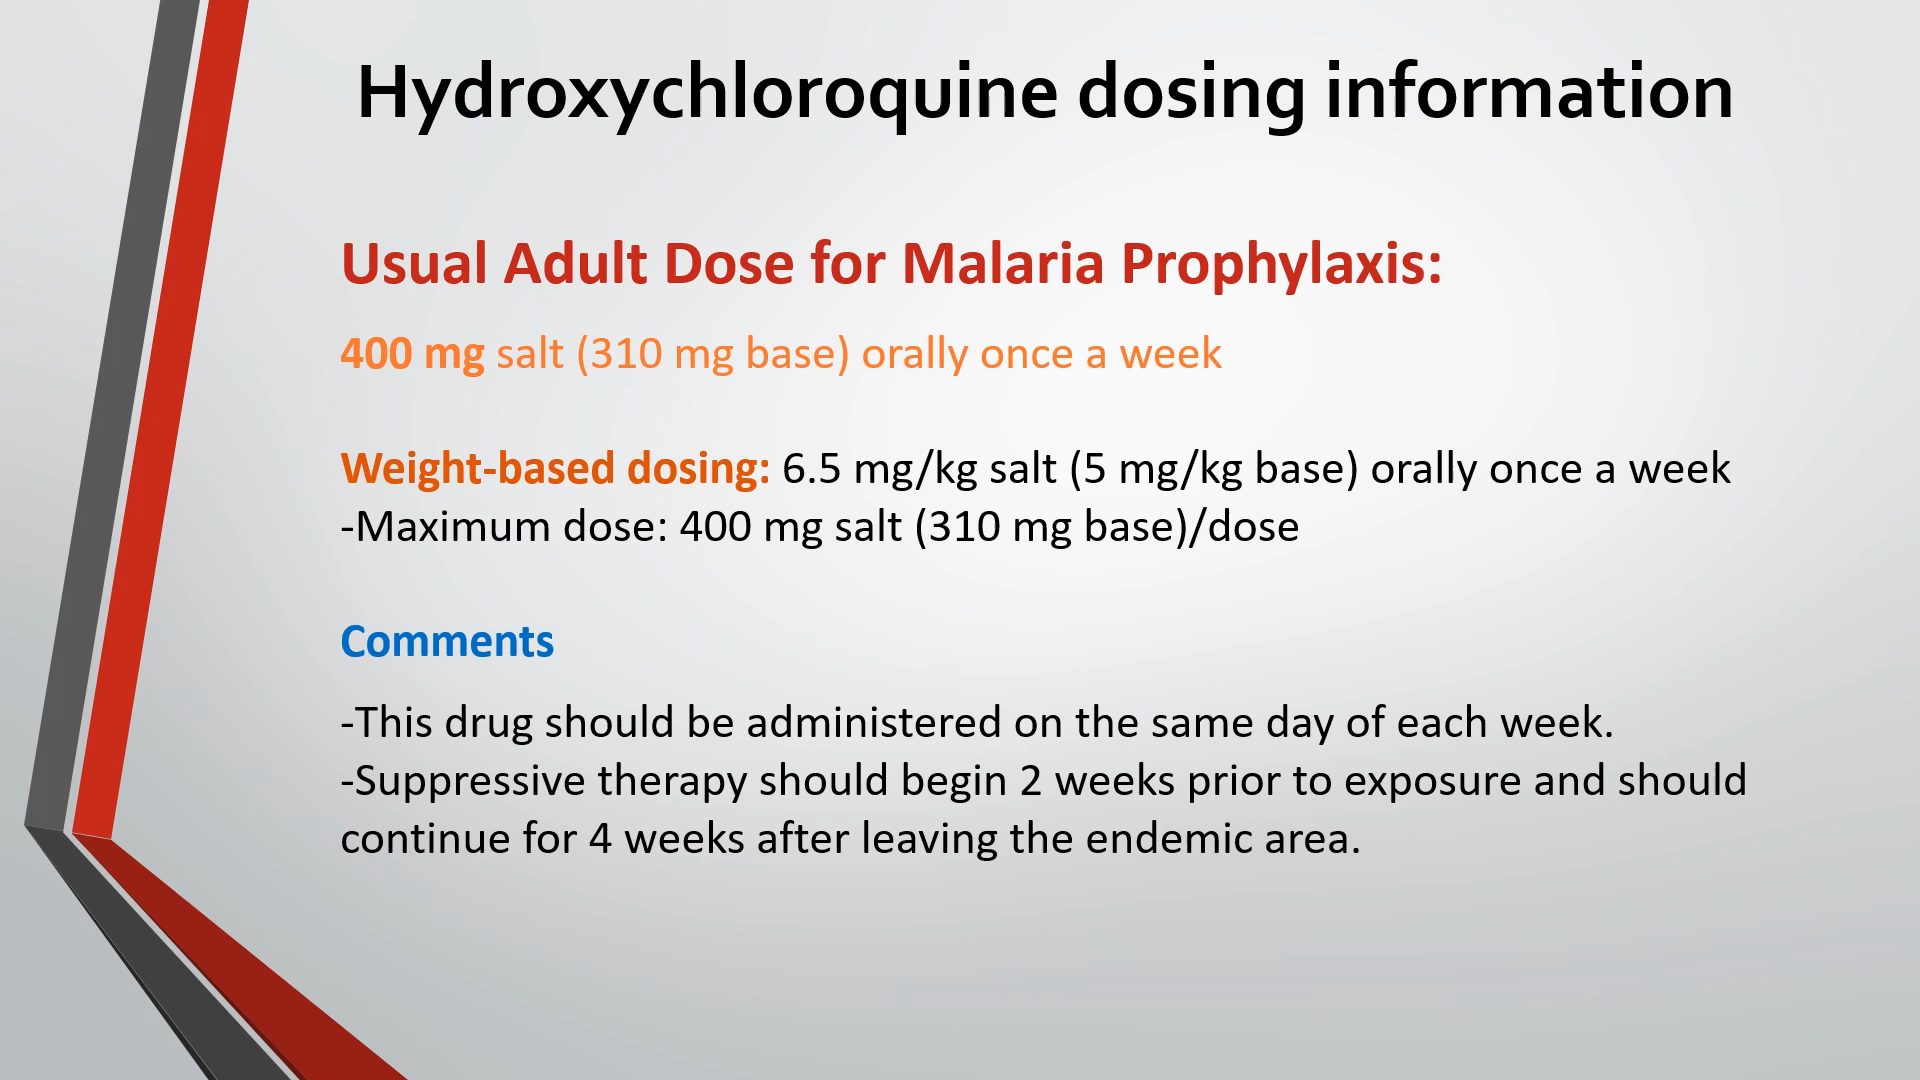 Hydroxychloroquine dosing information
Usual Adult Dose for Malaria Prophylaxis:
400 mg salt (310 mg base) orally once a week
Weight-based dosing: 6.5 mg/kg salt (5 mg/kg base) orally once a week
-Maximum dose: 400 mg salt (310 mg base)/dose
Comments
-This drug should be administered on the same day of each week.
-Suppressive therapy should begin 2 weeks prior to exposure and should
continue for 4 weeks after leaving the endemic area.